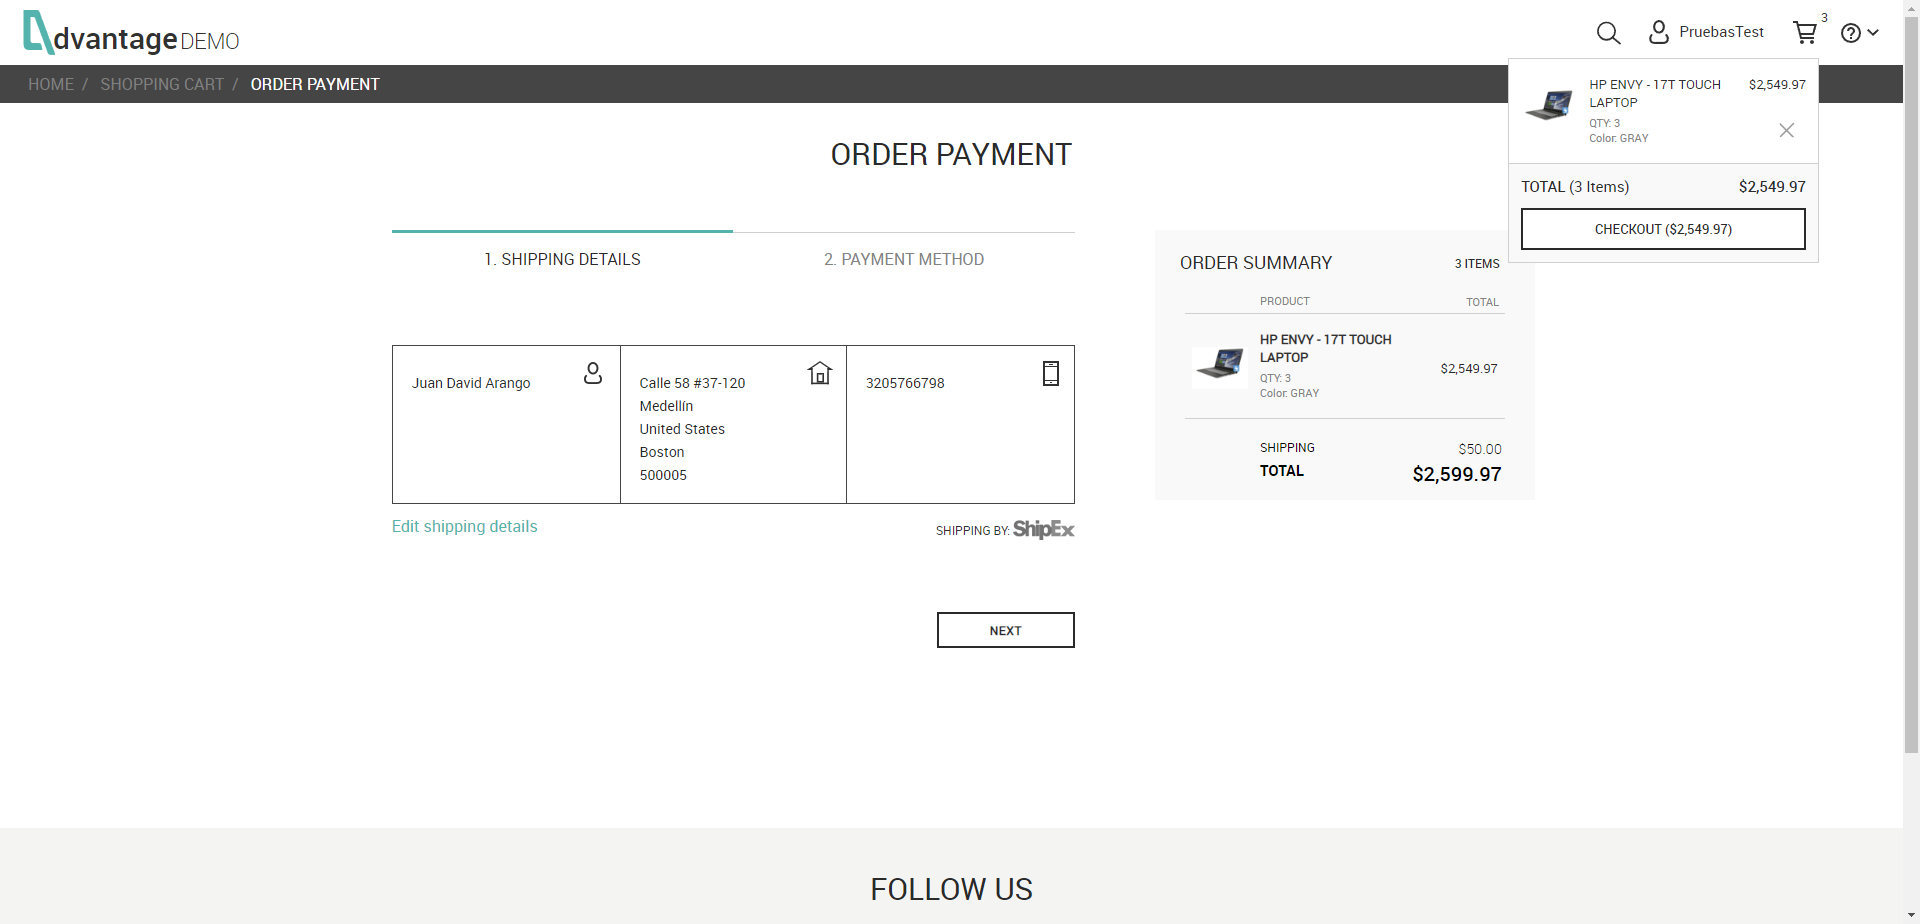 dvantage DEMO
PruebasTest
3
HOME / SHOPPING CART / ORDER PAYMENT
HP ENVY - 17T TOUCH LAPTOP
$2,549.97
QTY: 3
Color: GRAY
TOTAL (3 Items) $2,549.97
CHECKOUT ($2,549.97)
ORDER PAYMENT
1. SHIPPING DETAILS
2. PAYMENT METHOD
Juan David Arango
Calle 58 #37-120
Medellín
United States
Boston
500005
3205766798
Edit shipping details
SHIPPING BY: ShipEx
NEXT
ORDER SUMMARY
3 ITEMS
PRODUCT TOTAL
HP ENVY - 17T TOUCH
LAPTOP
$2,549.97
QTY: 3
Color: GRAY
SHIPPING $50.00
TOTAL $2,599.97
FOLLOW US